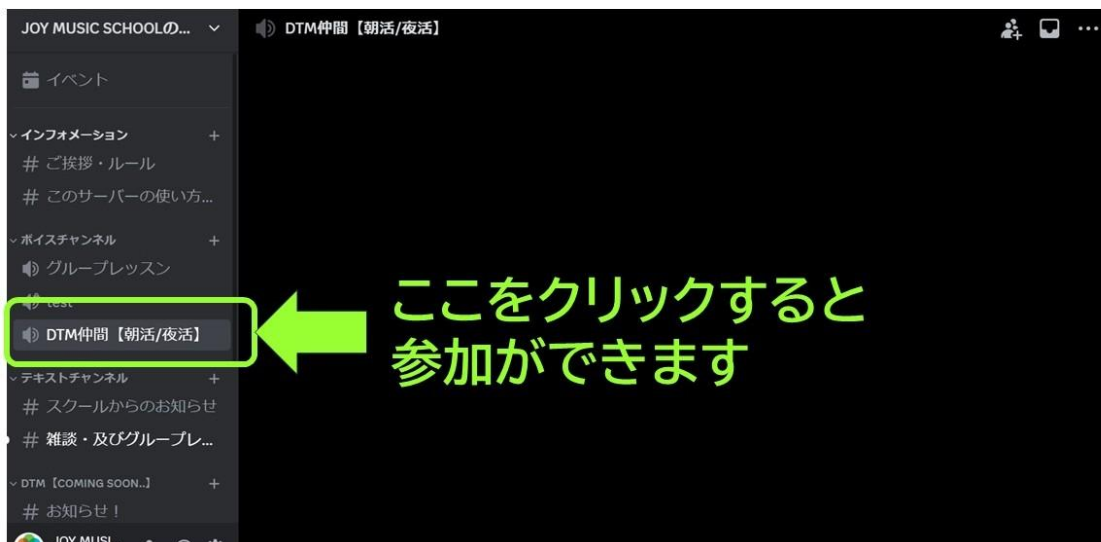 JOY MUSIC SCHOOLの...
DTM仲間【朝活/夜活】
イベント
インフォメーション
# ご挨拶・ルール
# このサーバーの使い方...
ボイスチャンネル
グループレッスン
test
DTM仲間【朝活/夜活】
テキストチャンネル
# スクールからのお知らせ
# 雑談・及びグループレ...
DTM【COMING SOON..】
# お知らせ！
JOY MUSI
ここをクリックすると
参加ができます